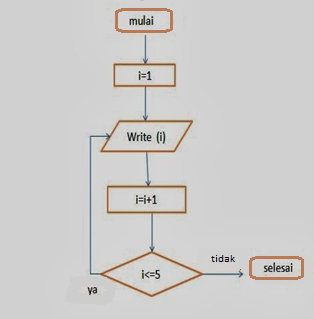 mulai
i=1
Write (i)
i=i+1
i<=5
tidak
selesai
ya